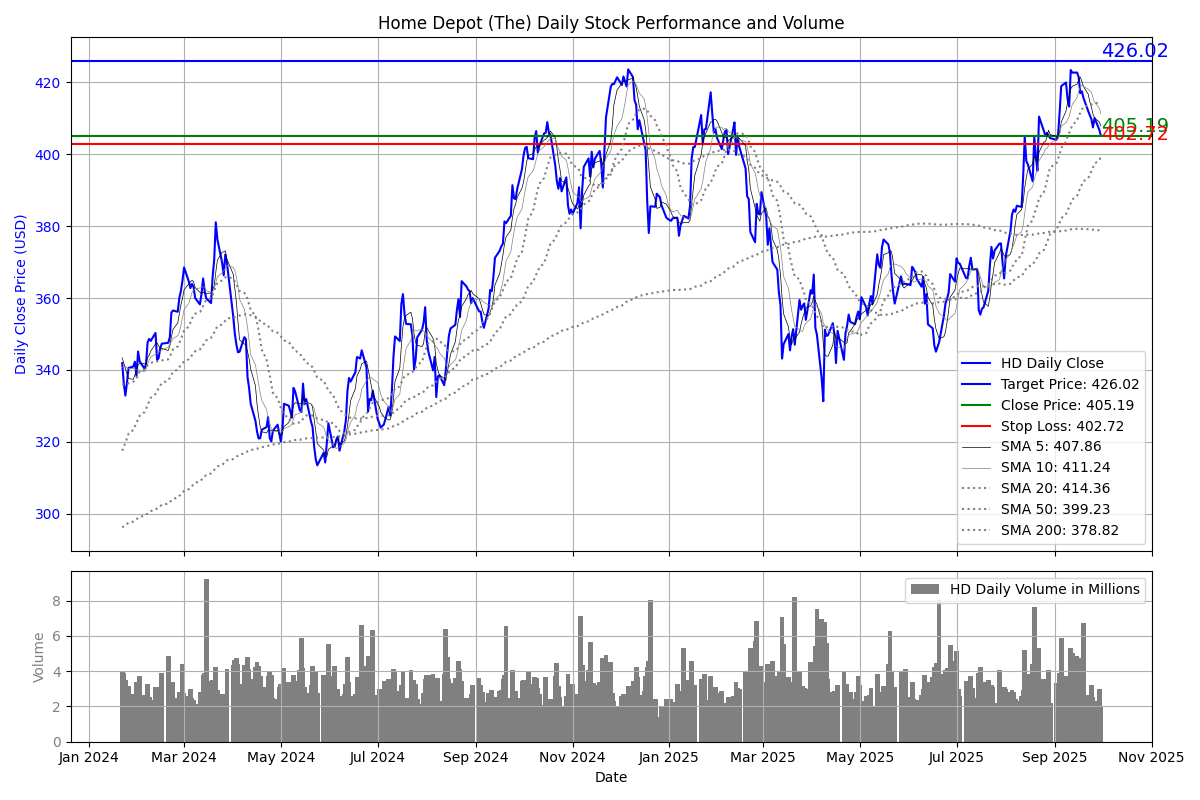 Home Depot (The) Daily Stock Performance and Volume
426.02
405.19
402.72
Daily Close Price (USD)
420
400
380
360
340
320
300
HD Daily Close
Target Price: 426.02
Close Price: 405.19
Stop Loss: 402.72
SMA 5: 407.86
SMA 10: 411.24
SMA 20: 414.36
SMA 50: 399.23
SMA 200: 378.82
HD Daily Volume in Millions
Volume
8
6
4
2
0
Jan 2024 Mar 2024 May 2024 Jul 2024 Sep 2024 Nov 2024 Jan 2025 Mar 2025 May 2025 Jul 2025 Sep 2025 Nov 2025
Date